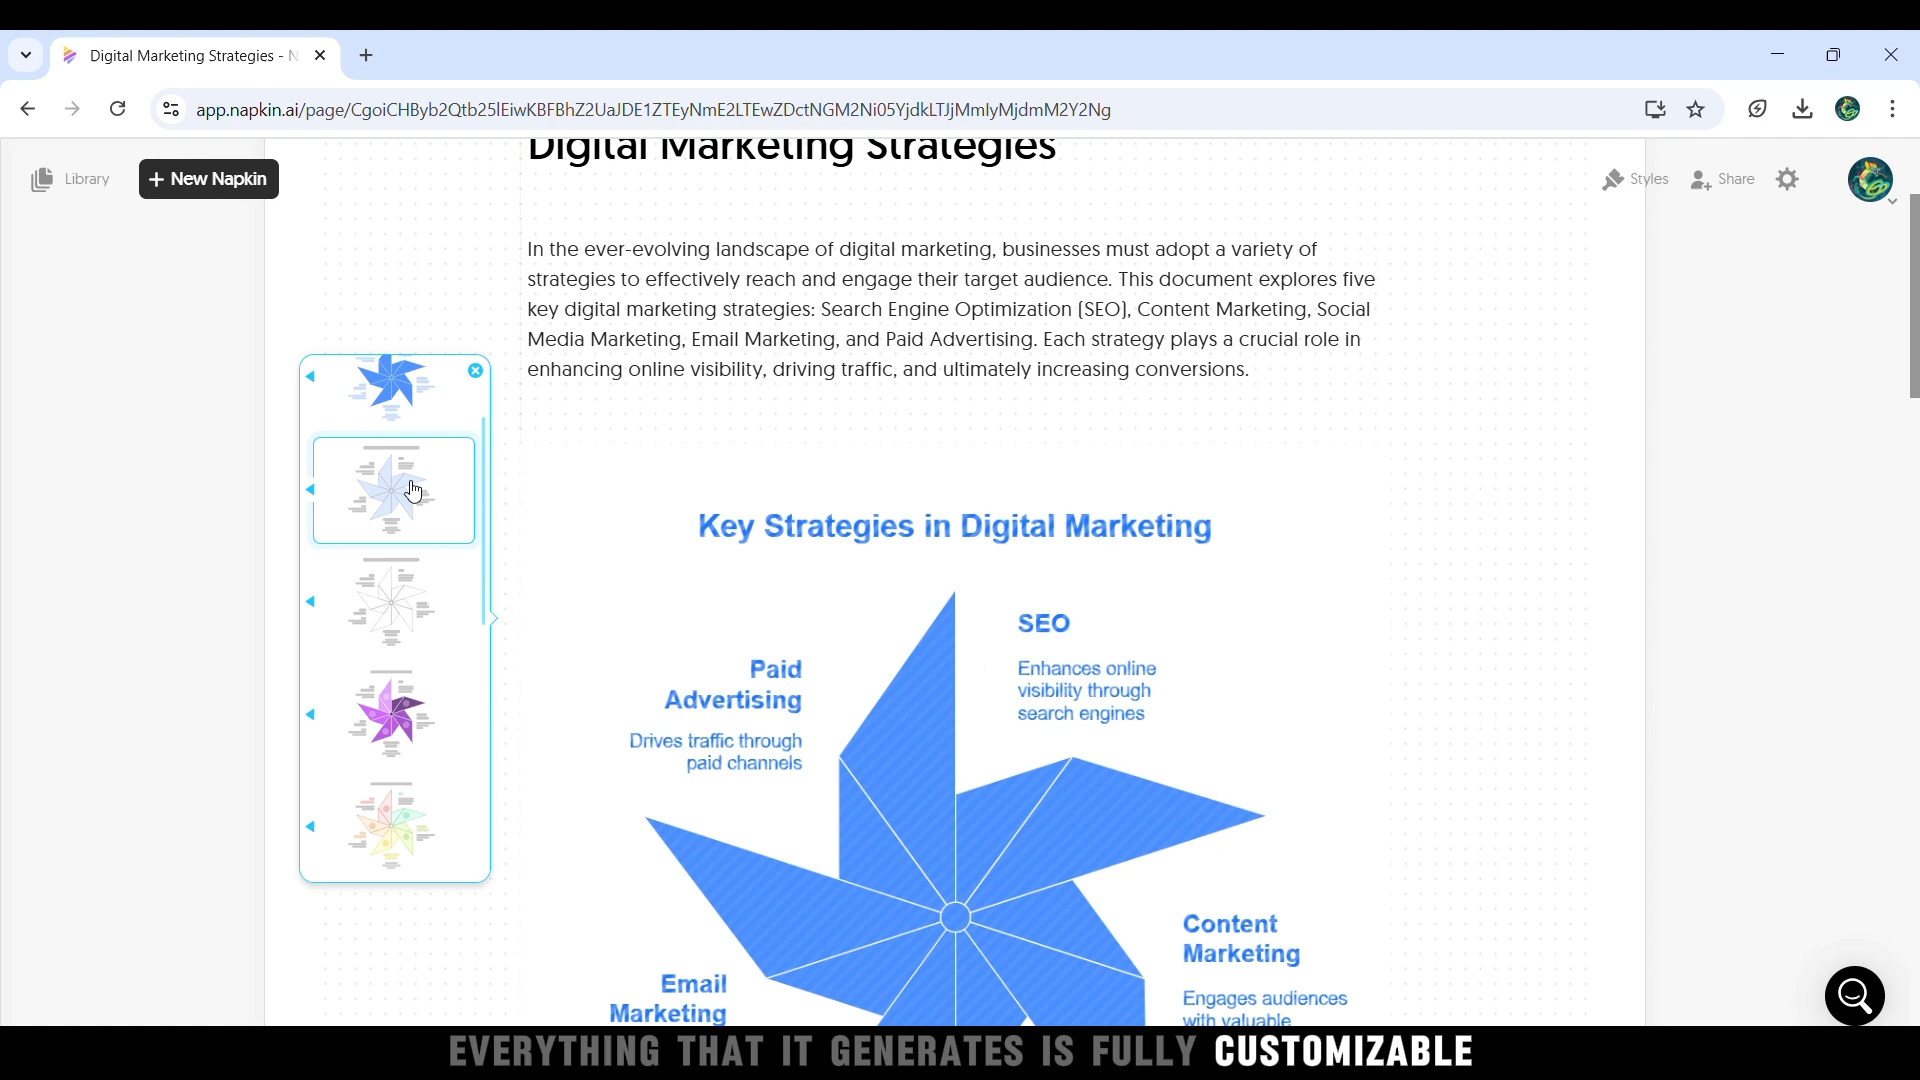 Digital Marketing Strategies - N
app.napkin.ai/page/CgoiCHByb2Qtb25lEiwKBFBhZ2UaJDE1ZTEyNmE2LTEwZDctNGM2Ni05YjdkLTJjMmIyMjdmM2Y2Ng
Library
+ New Napkin
Styles
Share
Digital Marketing Strategies
In the ever-evolving landscape of digital marketing, businesses must adopt a variety of
strategies to effectively reach and engage their target audience. This document explores five
key digital marketing strategies: Search Engine Optimization (SEO), Content Marketing, Social
Media Marketing, Email Marketing, and Paid Advertising. Each strategy plays a crucial role in
enhancing online visibility, driving traffic, and ultimately increasing conversions.
Key Strategies in Digital Marketing
SEO
Enhances online
visibility through
search engines
Paid
Advertising
Drives traffic through
paid channels
Content
Marketing
Engages audiences
with valuable
Email
Marketing
EVERYTHING THAT IT GENERATES IS FULLY CUSTOMIZABLE